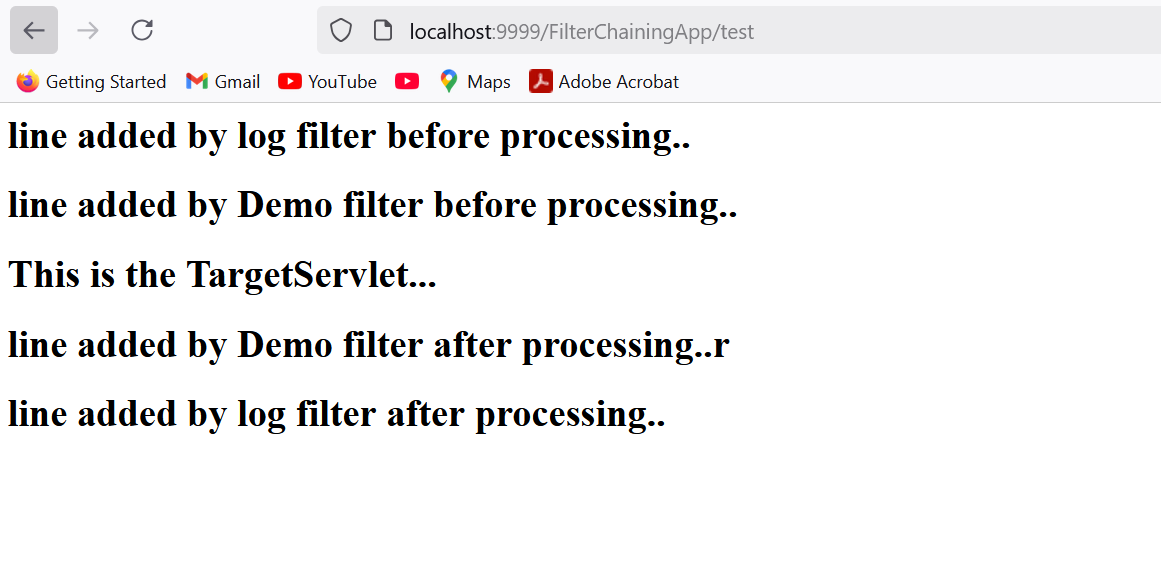 localhost:9999/FilterChainingApp/test
Getting Started Gmail YouTube Maps Adobe Acrobat
line added by log filter before processing..
line added by Demo filter before processing..
This is the TargetServlet...
line added by Demo filter after processing..r
line added by log filter after processing..